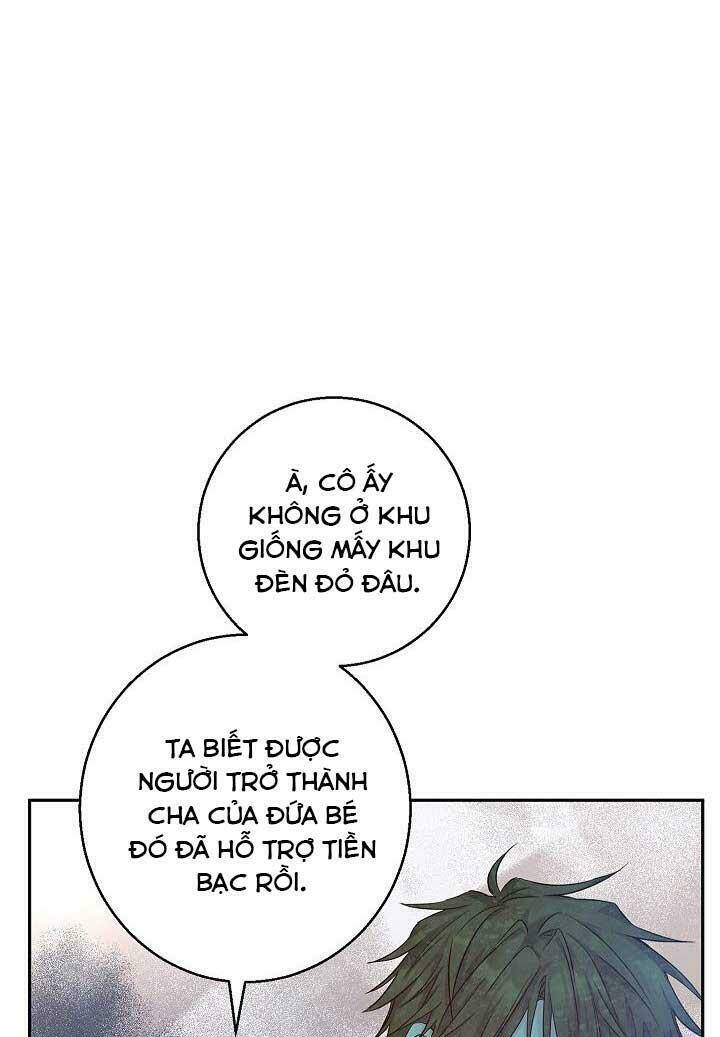 À, CÔ ẤY
KHÔNG Ở KHU
GIỐNG MẤY KHU
ĐÈN ĐỎ ĐÂU.
TA BIẾT ĐƯỢC
NGƯỜI TRỞ THÀNH
CHA CỦA ĐỨA BÉ
ĐÓ ĐÃ HỖ TRỢ TIỀN
BẠC RỒI.